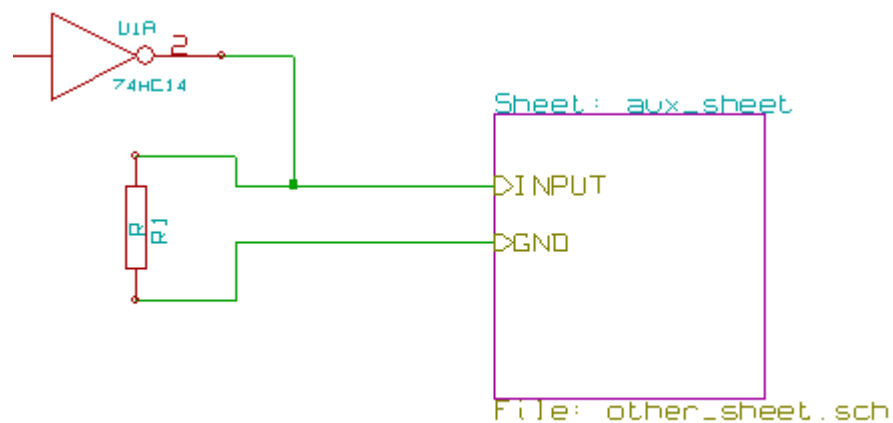 U1A
2
74HC14
Sheet: aux_sheet
INPUT
R
R1
GND
File: other_sheet.sch